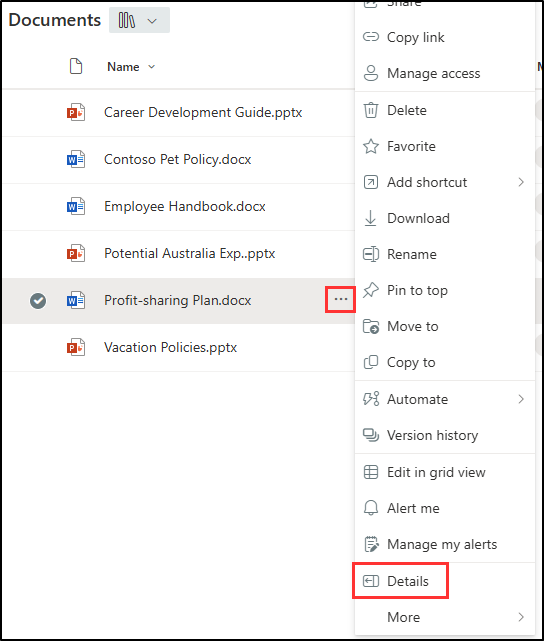 Documents
Name
Career Development Guide.pptx
Contoso Pet Policy.docx
Employee Handbook.docx
Potential Australia Exp..pptx
Profit-sharing Plan.docx
Vacation Policies.pptx
Share
Copy link
Manage access
Delete
Favorite
Add shortcut
Download
Rename
Pin to top
Move to
Copy to
Automate
Version history
Edit in grid view
Alert me
Manage my alerts
Details
More